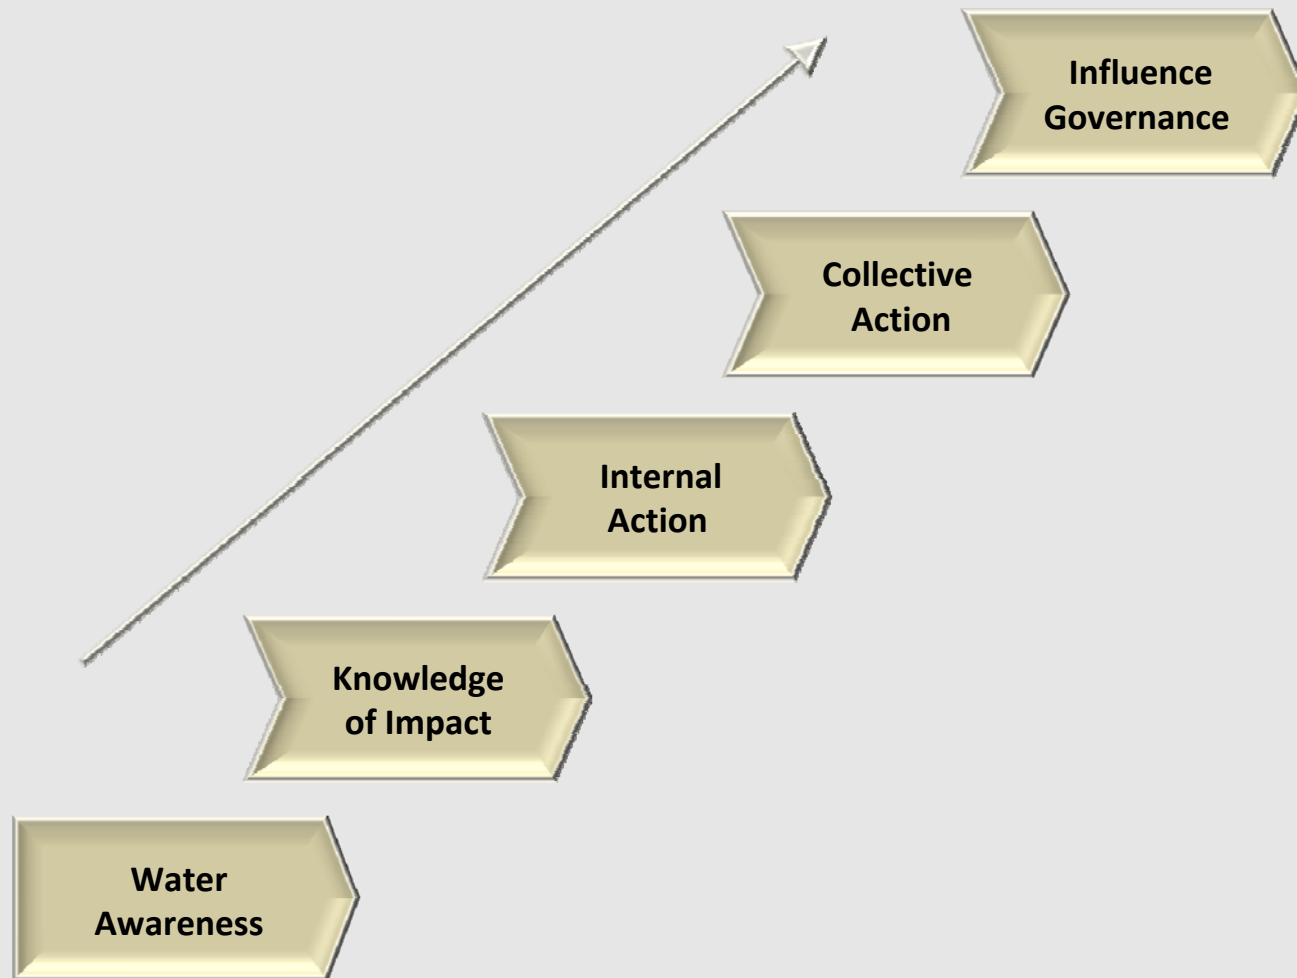 Influence
Governance
Collective
Action
Internal
Action
Knowledge
of Impact
Water
Awareness